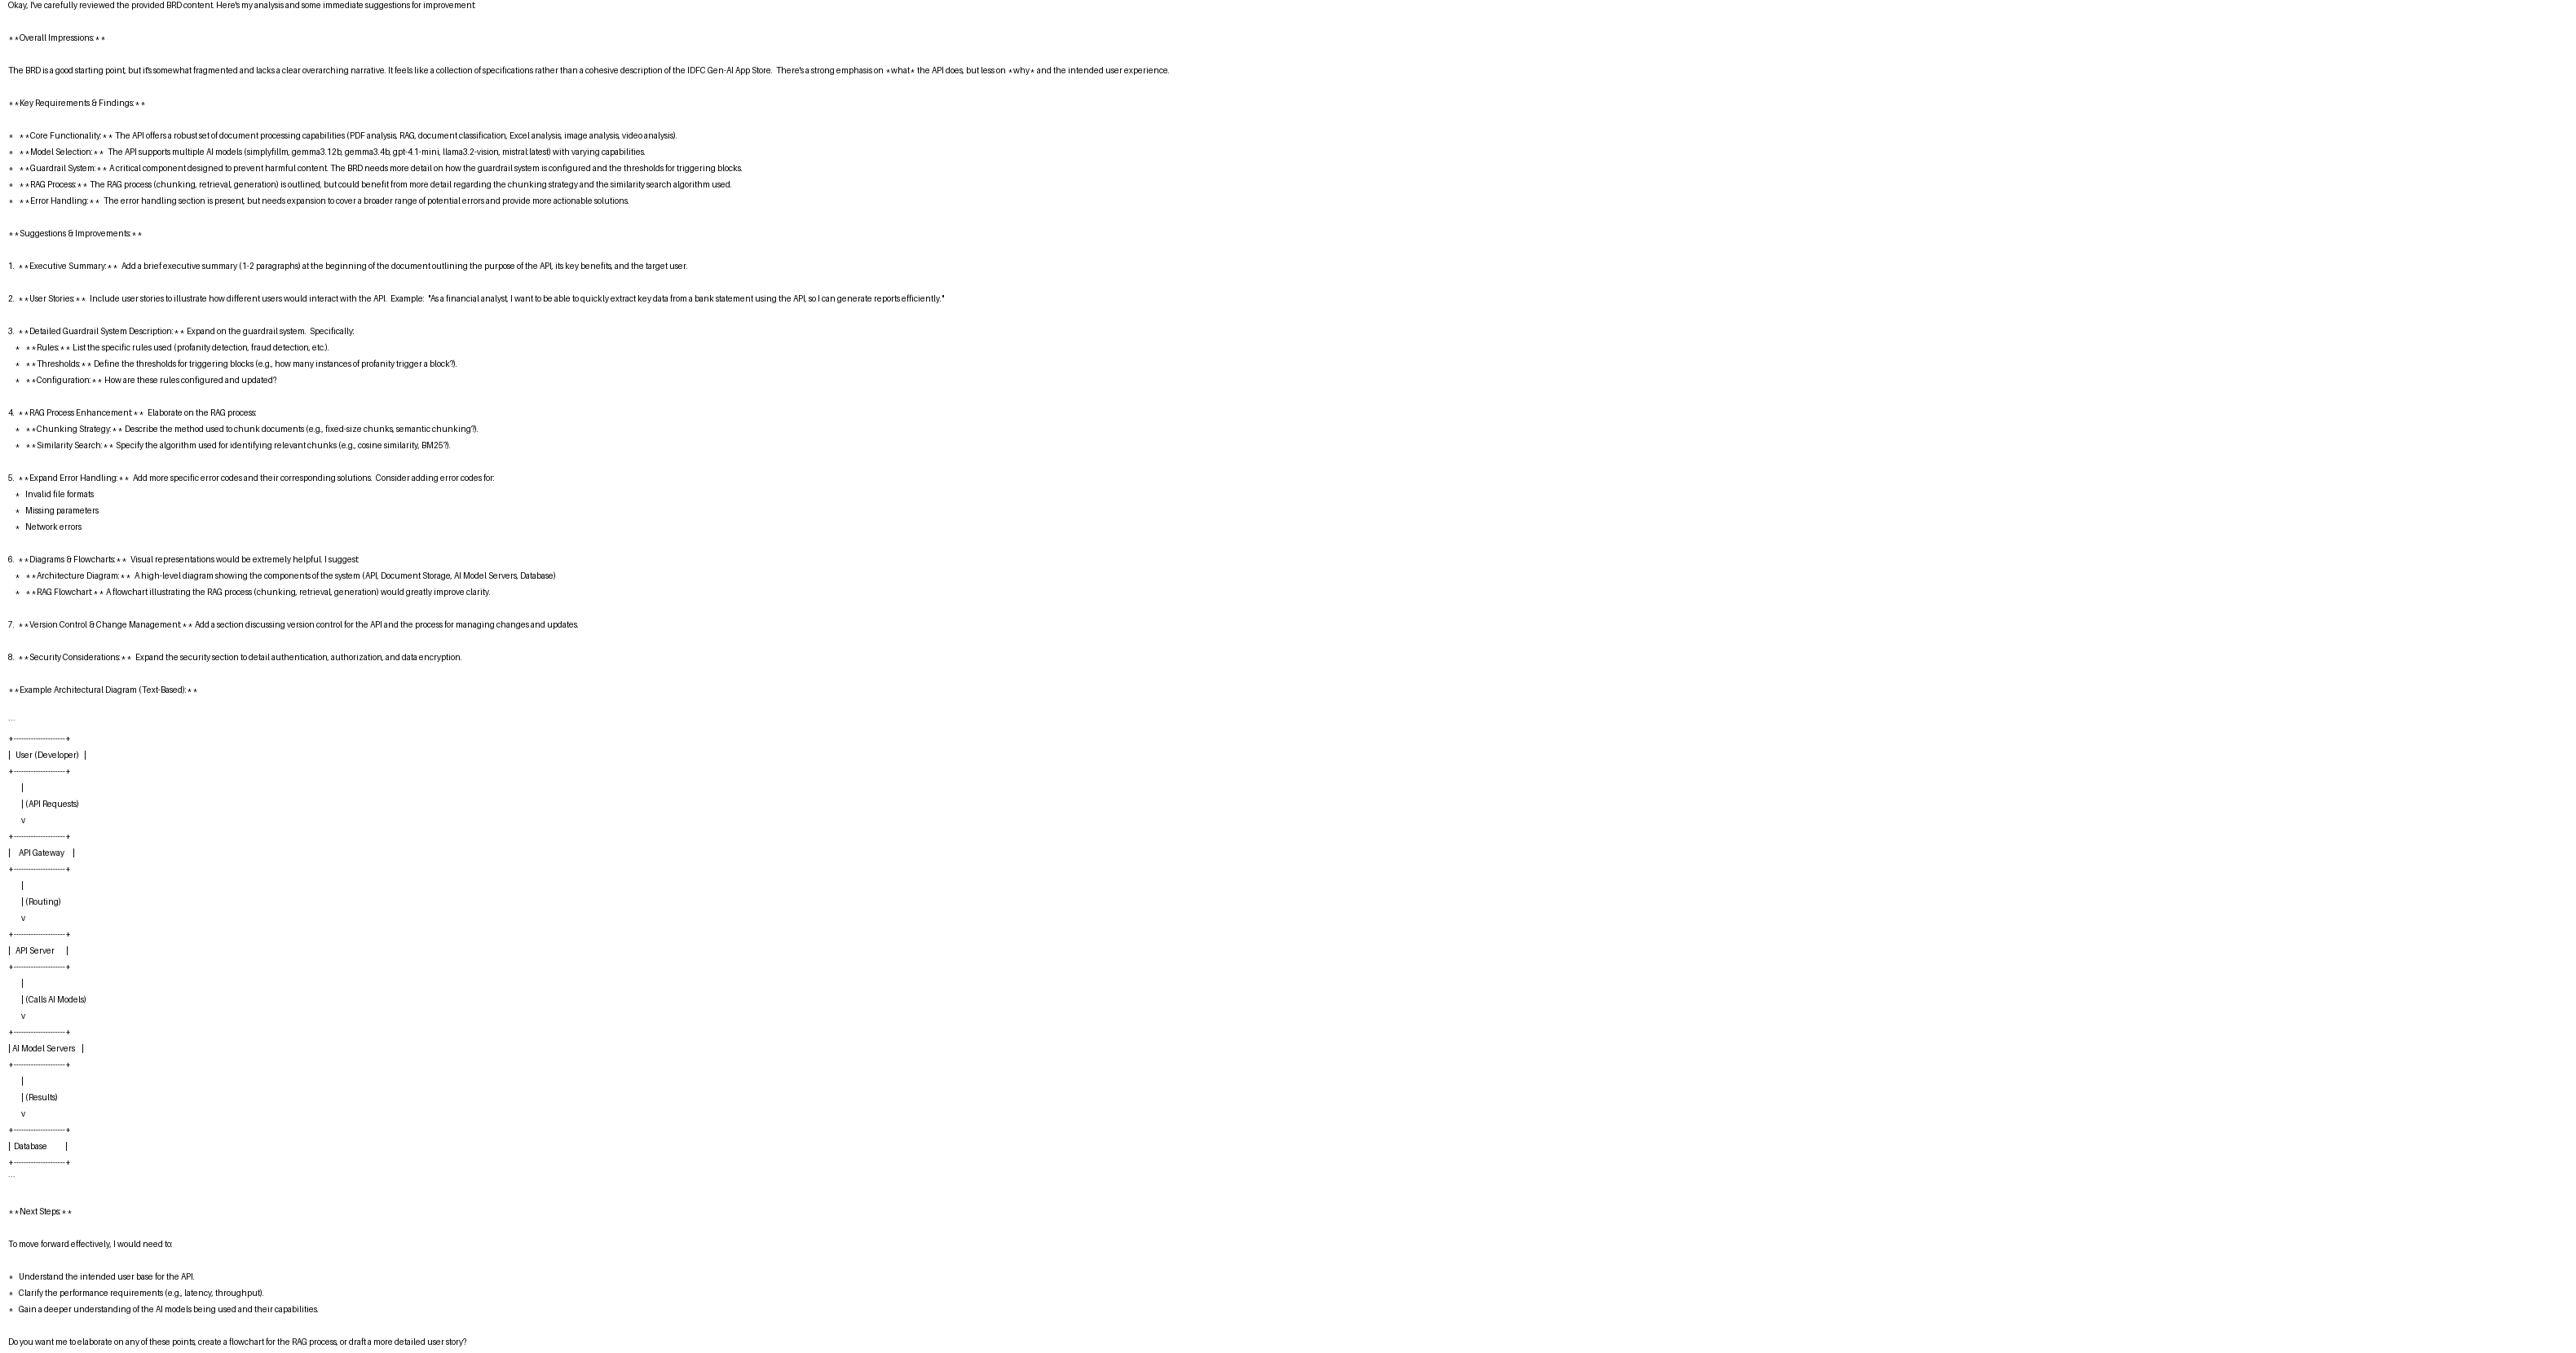 Okay, I've carefully reviewed the provided BRD content. Here's my analysis and some immediate suggestions for improvement:
**Overall Impressions:**
The BRD is a good starting point, but it's somewhat fragmented and lacks a clear overarching narrative. It feels like a collection of specifications rather than a cohesive description of the IDFC Gen-AI App Store.  There's a strong emphasis on *what* the API does, but less on *why* and the intended user experience.
**Key Requirements & Findings:**
*   **Core Functionality:** The API offers a robust set of document processing capabilities (PDF analysis, RAG, document classification, Excel analysis, image analysis, video analysis).
*   **Model Selection:**  The API supports multiple AI models (simplyfillm, gemma3.12b, gemma3.4b, gpt-4.1-mini, llama3.2-vision, mistral:latest) with varying capabilities.
*   **Guardrail System:** A critical component designed to prevent harmful content. The BRD needs more detail on how the guardrail system is configured and the thresholds for triggering blocks.
*   **RAG Process:** The RAG process (chunking, retrieval, generation) is outlined, but could benefit from more detail regarding the chunking strategy and the similarity search algorithm used.
*   **Error Handling:**  The error handling section is present, but needs expansion to cover a broader range of potential errors and provide more actionable solutions.
**Suggestions & Improvements:**
1.  **Executive Summary:**  Add a brief executive summary (1-2 paragraphs) at the beginning of the document outlining the purpose of the API, its key benefits, and the target user.
2.  **User Stories:**  Include user stories to illustrate how different users would interact with the API.  Example:  "As a financial analyst, I want to be able to quickly extract key data from a bank statement using the API, so I can generate reports efficiently."
3.  **Detailed Guardrail System Description:** Expand on the guardrail system.  Specifically:
*   **Rules:** List the specific rules used (profanity detection, fraud detection, etc.).
*   **Thresholds:** Define the thresholds for triggering blocks (e.g., how many instances of profanity trigger a block?).
*   **Configuration:** How are these rules configured and updated?
4.  **RAG Process Enhancement:**  Elaborate on the RAG process:
*   **Chunking Strategy:** Describe the method used to chunk documents (e.g., fixed-size chunks, semantic chunking?).
*   **Similarity Search:** Specify the algorithm used for identifying relevant chunks (e.g., cosine similarity, BM25?).
5.  **Expand Error Handling:**  Add more specific error codes and their corresponding solutions.  Consider adding error codes for:
*   Invalid file formats
*   Missing parameters
*   Network errors
6.  **Diagrams & Flowcharts:**  Visual representations would be extremely helpful. I suggest:
*   **Architecture Diagram:**  A high-level diagram showing the components of the system (API, Document Storage, AI Model Servers, Database)
*   **RAG Flowchart:** A flowchart illustrating the RAG process (chunking, retrieval, generation) would greatly improve clarity.
7.  **Version Control & Change Management:** Add a section discussing version control for the API and the process for managing changes and updates.
8.  **Security Considerations:**  Expand the security section to detail authentication, authorization, and data encryption.
**Example Architectural Diagram (Text-Based):**
```
+---------------------+
|  User (Developer)  |
+---------------------+
|
| (API Requests)
v
+---------------------+
|   API Gateway   |
+---------------------+
|
| (Routing)
v
+---------------------+
|  API Server     |
+---------------------+
|
| (Calls AI Models)
v
+---------------------+
| AI Model Servers   |
+---------------------+
|
| (Results)
v
+---------------------+
|  Database        |
+---------------------+
```
**Next Steps:**
To move forward effectively, I would need to:
*   Understand the intended user base for the API.
*   Clarify the performance requirements (e.g., latency, throughput).
*   Gain a deeper understanding of the AI models being used and their capabilities.
Do you want me to elaborate on any of these points, create a flowchart for the RAG process, or draft a more detailed user story?